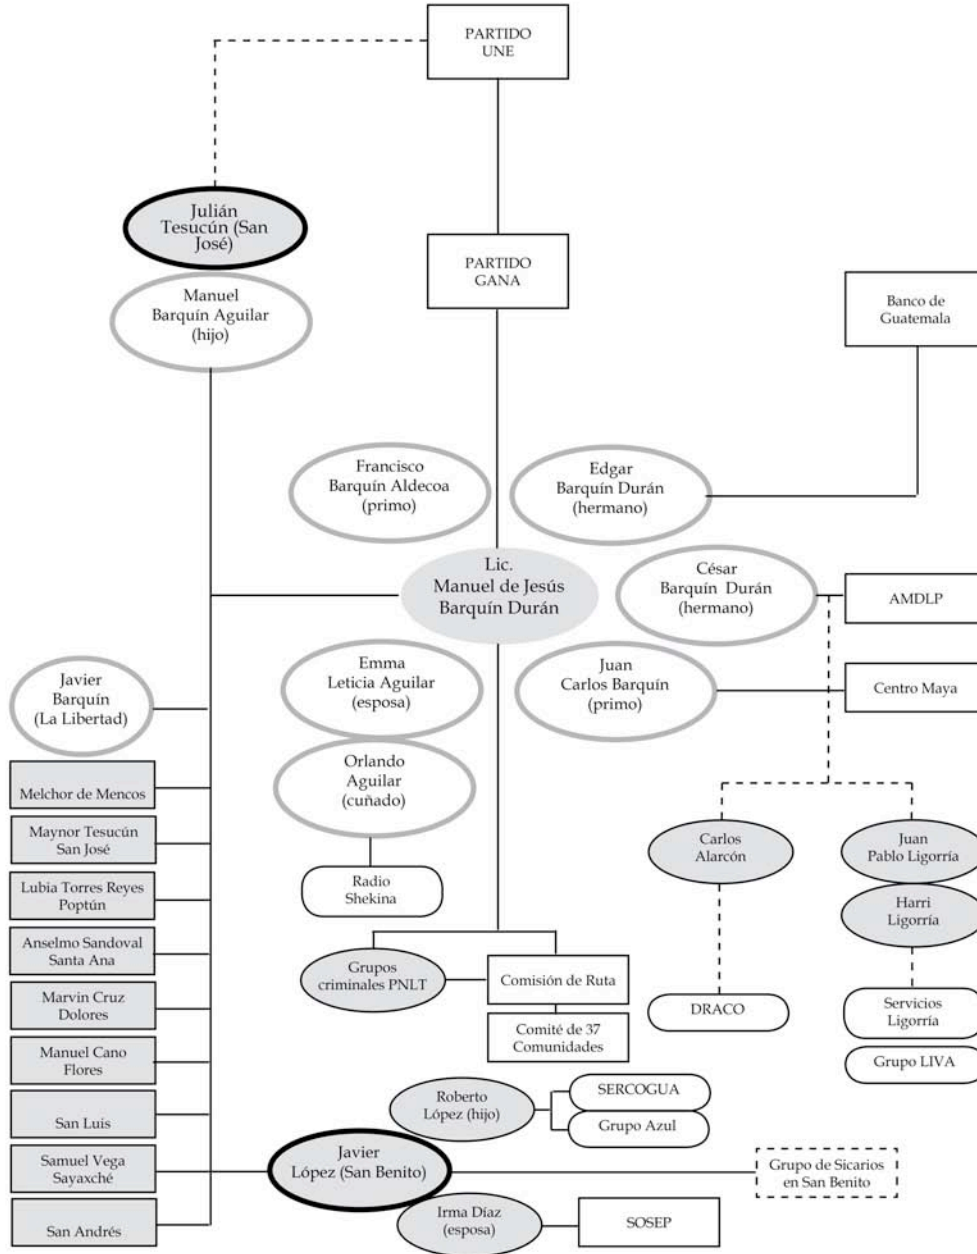 PARTIDO
UNE
Julián
Tesucún (San
José)
Manuel
Barquín Aguilar
(hijo)
PARTIDO
GANA
Banco de
Guatemala
Francisco
Barquín Aldecoa
(primo)
Edgar
Barquín Durán
(hermano)
Lic.
Manuel de Jesús
Barquín Durán
César
Barquín Durán
(hermano)
AMDLP
Emma
Leticia Aguilar
(esposa)
Juan
Carlos Barquín
(primo)
Centro Maya
Javier
Barquín
(La Libertad)
Orlando
Aguilar
(cuñado)
Radio
Shekina
Carlos
Alarcón
Juan
Pablo Ligorría
Harri
Ligorría
DRACO
Servicios
Ligorría
Grupo LIVA
Melchor de Mencos
Maynor Tesucún
San José
Lubia Torres Reyes
Poptún
Anselmo Sandoval
Santa Ana
Marvin Cruz
Dolores
Manuel Cano
Flores
San Luis
Samuel Vega
Sayaxché
San Andrés
Grupos
criminales PNLT
Comisión de Ruta
Comité de 37
Comunidades
Roberto
López (hijo)
SERCOGUA
Grupo Azul
Javier
López (San Benito)
Grupo de Sicarios
en San Benito
Irma Díaz
(esposa)
SOSEP